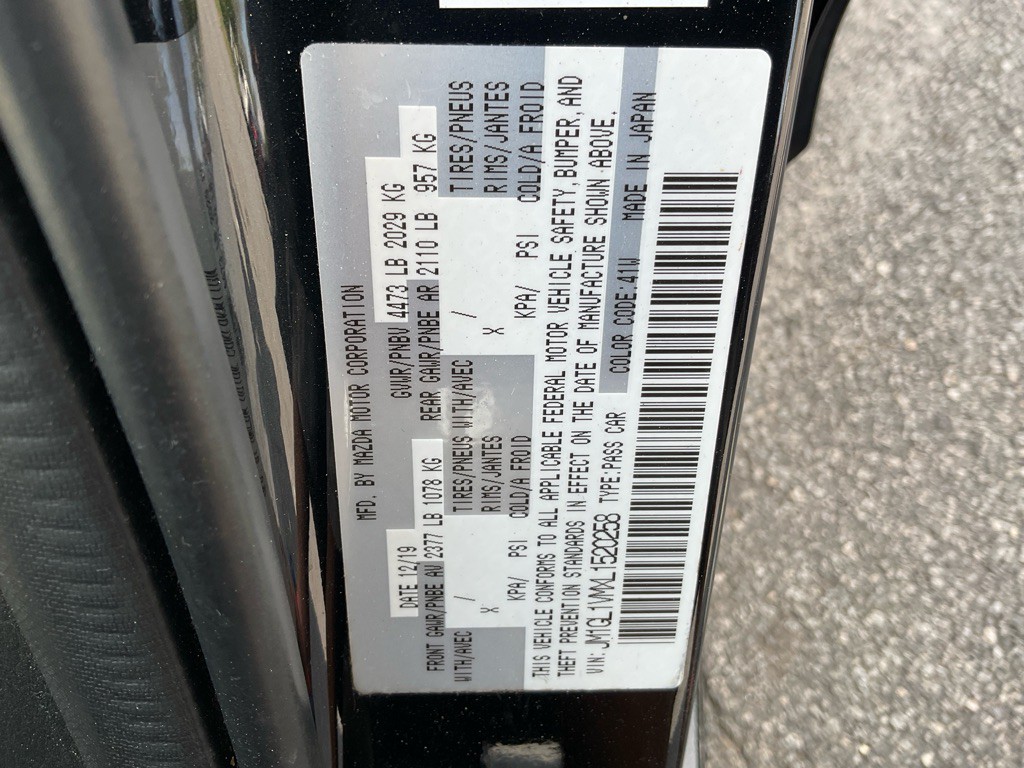 MFD. BY MAZDA MOTOR CORPORATION
DATE 12/19 GVWR/PNBV 4473 LB 2029 KG
FRONT GAWR/PNBE AV 2377 LB 1078 KG REAR GAWR/PNBE AR 2110 LB 957 KG
WITH/AVEC / TIRES/PNEUS WITH/AVEC / TIRES/PNEUS
X RIMS/JANTES X RIMS/JANTES
KPA/ PSI COLD/A FROID KPA/ PSI COLD/A FROID
THIS VEHICLE CONFORMS TO ALL APPLICABLE FEDERAL MOTOR VEHICLE SAFETY, BUMPER, AND
THEFT PREVENTION STANDARDS IN EFFECT ON THE DATE OF MANUFACTURE SHOWN ABOVE.
VIN: JM1GL1VMXL1520258 TYPE: PASS CAR COLOR CODE: 41W MADE IN JAPAN